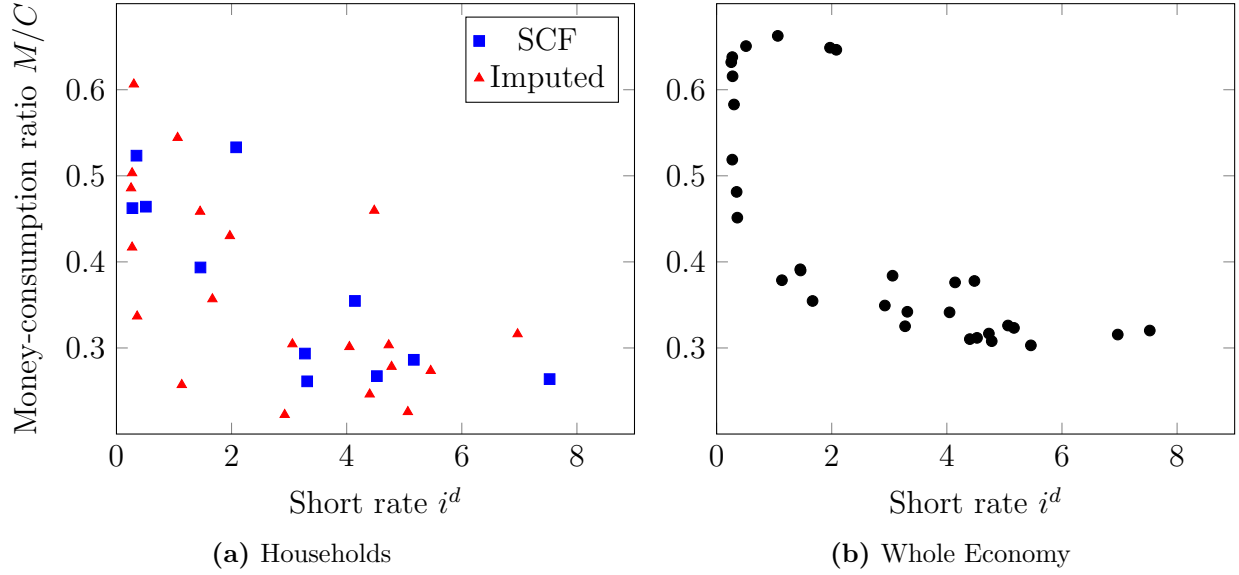 Money-consumption ratio M/C
0.6
0.5
0.4
0.3
0 2 4 6 8
Short rate i^d
SCF
Imputed
(a) Households
0.6
0.5
0.4
0.3
0 2 4 6 8
Short rate i^d
(b) Whole Economy